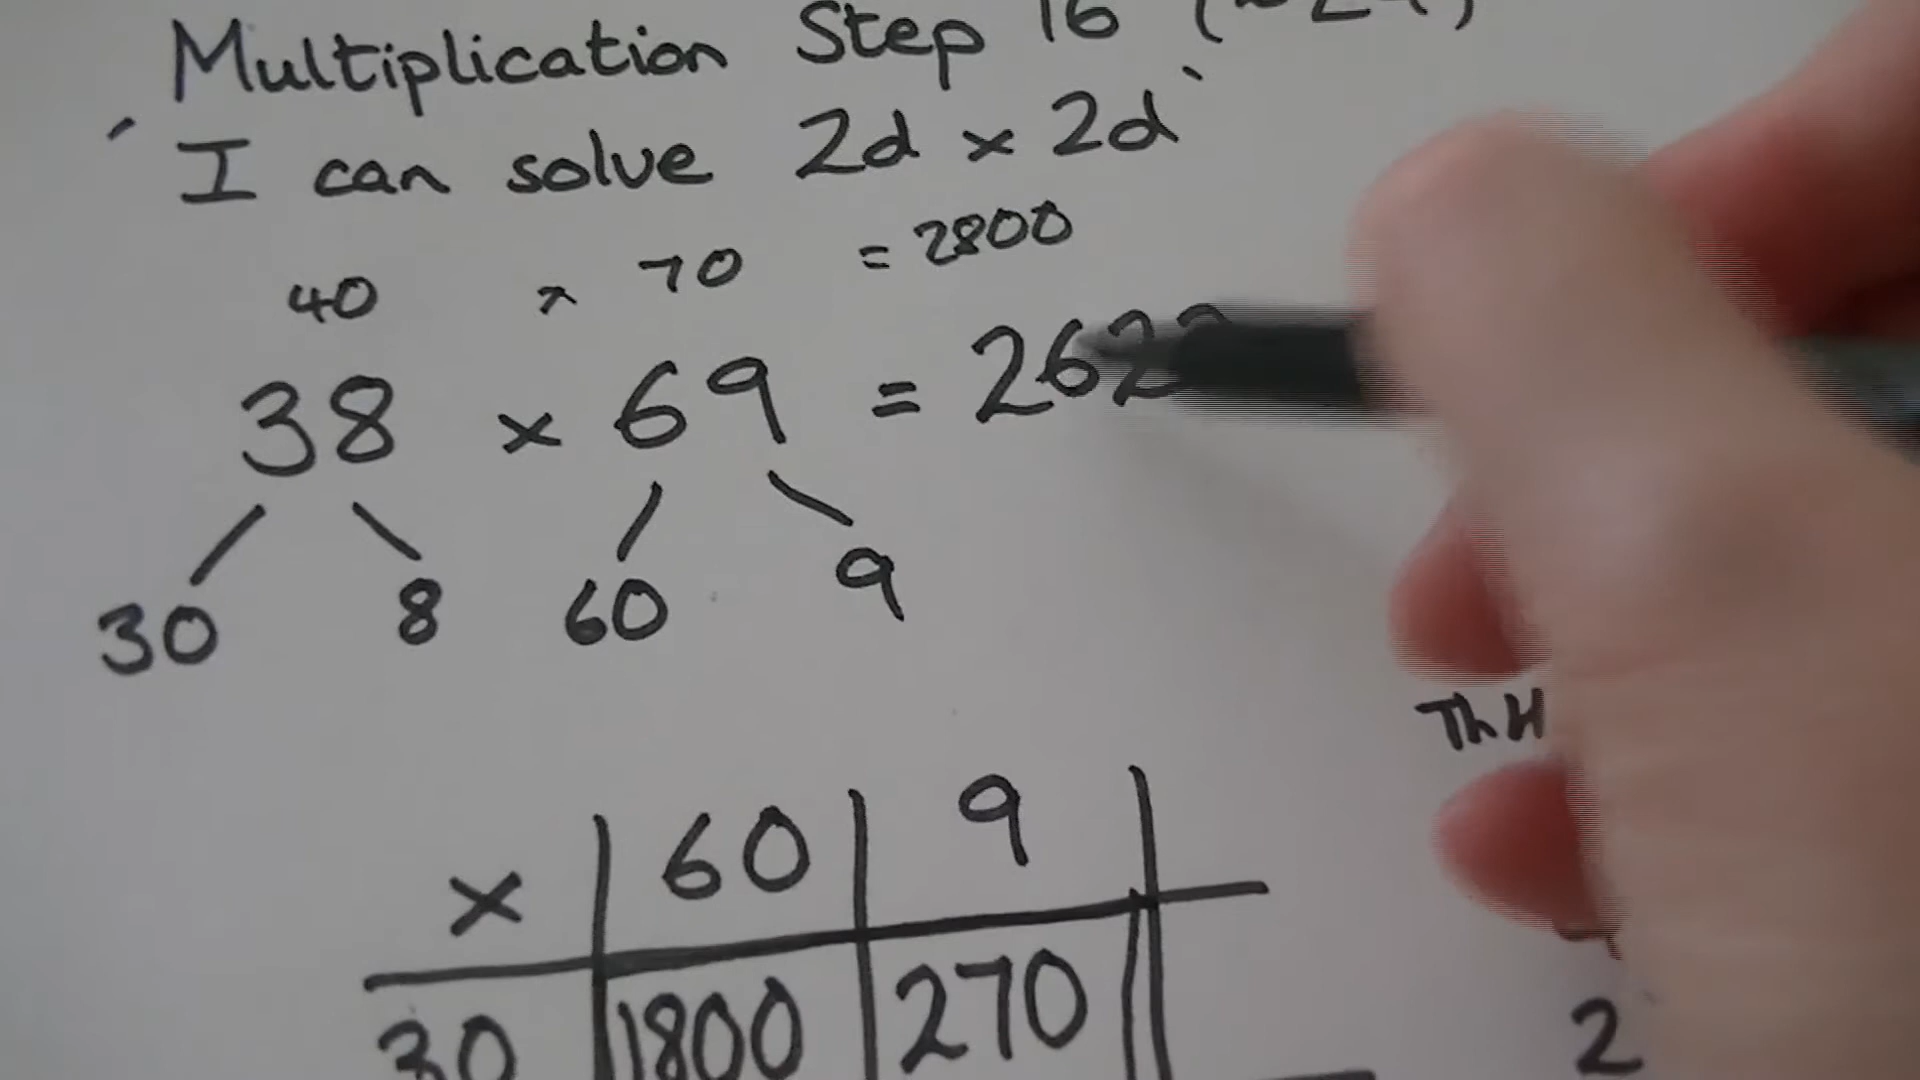 Multiplication Step 16
'I can solve 2d × 2d'
40 × 70 = 2800
38 × 69 = 262
30 8 60 9
Th H
× 60 9
30 1800 270
2